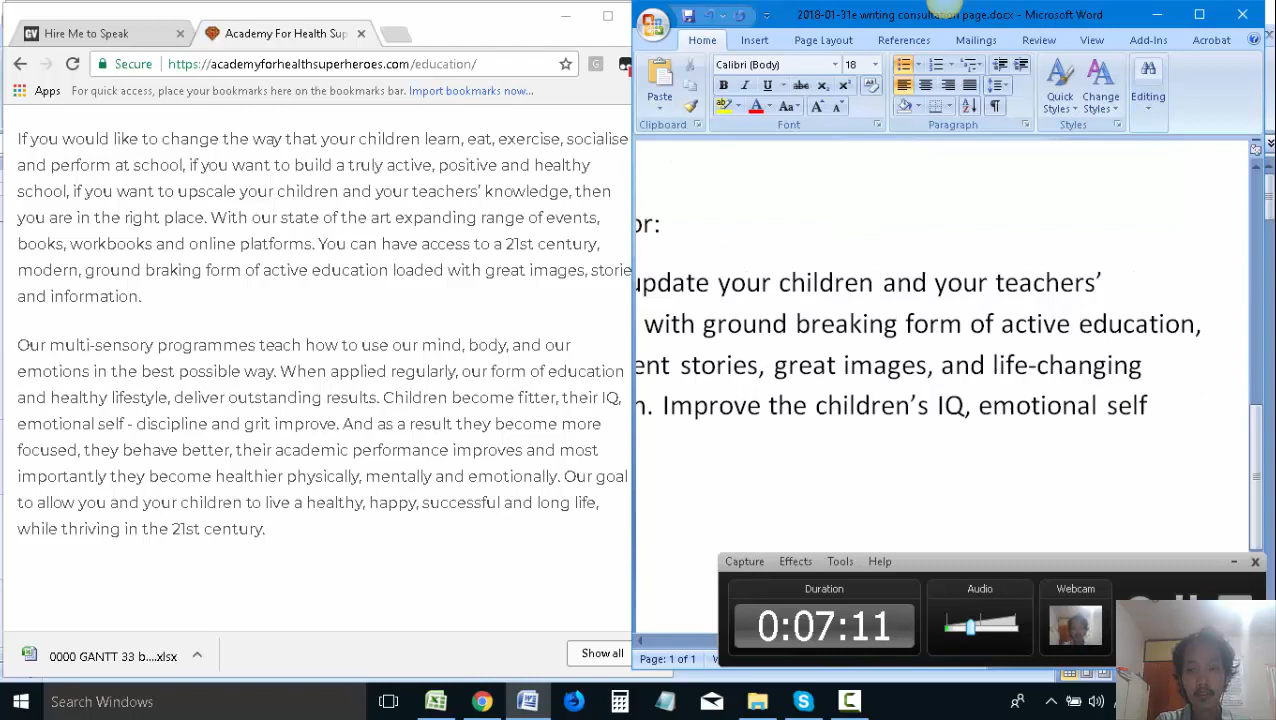 Hire Me to Speak
Academy For Health Sup
Secure
https://academyforhealthsuperheroes.com/education/
Apps
For quick access, place your bookmarks here in the bookmarks bar. Import bookmarks now...
If you would like to change the way that your children learn, eat, exercise, socialise
and perform at school, if you want to build a truly active, positive and healthy
school, if you want to upscale your children and your teachers' knowledge, then
you are in the right place. With our state of the art expanding range of events,
books, workbooks and online platforms. You can have access to a 21st century,
modern, ground braking form of active education loaded with great images, storie
and information.
Our multi-sensory programmes teach how to use our mind, body, and our
emotions in the best possible way. When applied regularly, our form of education
and healthy lifestyle, deliver outstanding results. Children become fitter, their IQ,
emotional self - discipline and grit improve. And as a result they become more
focused, they behave better, their academic performance improves and most
importantly they become healthier physically, mentally and emotionally. Our goal
to allow you and your children to live a healthy, happy, successful and long life,
while thriving in the 21st century.
0000 GANTT 33 b....xlsx
Show all
2018-01-31e writing consultation page.docx - Microsoft Word
Home
Insert
Page Layout
References
Mailings
Review
View
Add-Ins
Acrobat
Calibri (Body)
18
Paste
Quick
Styles
Change
Styles
Editing
Clipboard
Font
Paragraph
Styles
or:
update your children and your teachers'
with ground breaking form of active education,
ent stories, great images, and life-changing
n. Improve the children's IQ, emotional self
Page: 1 of 1
Capture
Effects
Tools
Help
Duration
Audio
Webcam
0:07:11
Search Windows